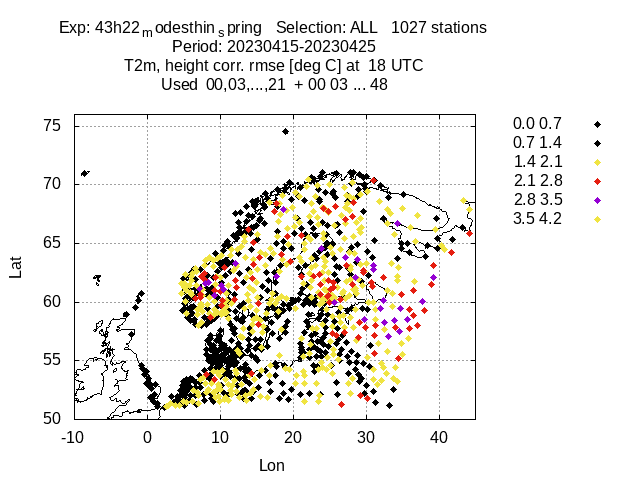 Exp: 43h22modesthinspring Selection: ALL 1027 stations
Period: 20230415-20230425
T2m, height corr. rmse [deg C] at 18 UTC
Used 00,03,...,21 + 00 03 ... 48
0.0 0.7
0.7 1.4
1.4 2.1
2.1 2.8
2.8 3.5
3.5 4.2
75
70
65
60
55
50
Lat
-10 0 10 20 30 40
Lon